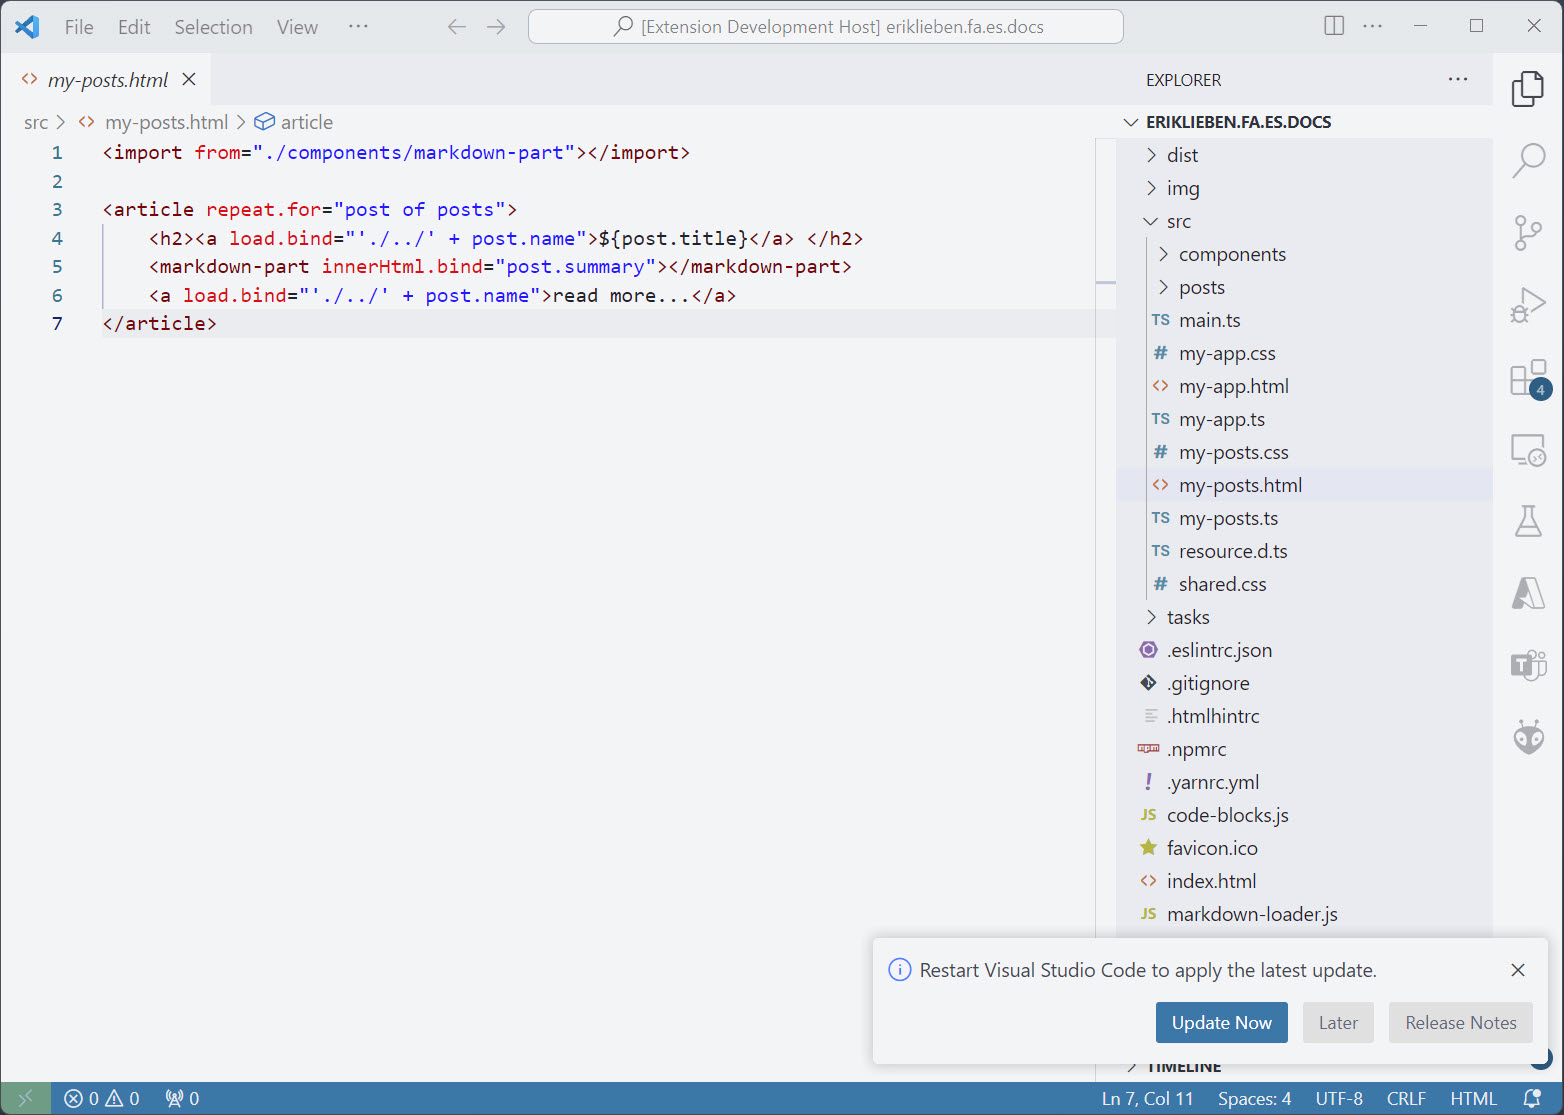 File Edit Selection View ··· [Extension Development Host] eriklieben.fa.es.docs ···
my-posts.html
src > my-posts.html > article
1 <import from="./components/markdown-part"></import>
2
3 <article repeat.for="post of posts">
4     <h2><a load.bind="'./../' + post.name">${post.title}</a> </h2>
5     <markdown-part innerHtml.bind="post.summary"></markdown-part>
6     <a load.bind="'./../' + post.name">read more...</a>
7 </article>
EXPLORER ···
ERIKLIEBEN.FA.ES.DOCS
dist
img
src
components
posts
TS main.ts
# my-app.css
<> my-app.html
TS my-app.ts
# my-posts.css
<> my-posts.html
TS my-posts.ts
TS resource.d.ts
# shared.css
tasks
.eslintrc.json
.gitignore
.htmlhintrc
npm .npmrc
! .yarnrc.yml
JS code-blocks.js
favicon.ico
<> index.html
JS markdown-loader.js
TIMELINE
4
T
Restart Visual Studio Code to apply the latest update.
Update Now Later Release Notes
0 0 0 Ln 7, Col 11 Spaces: 4 UTF-8 CRLF HTML